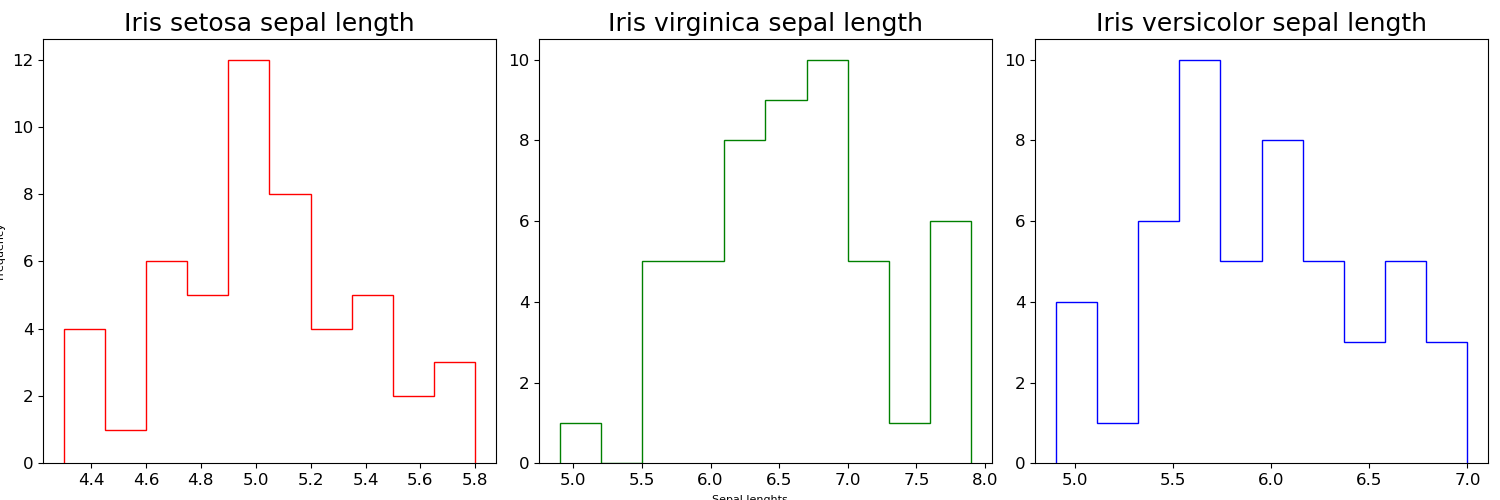 Iris setosa sepal length
Iris virginica sepal length
Iris versicolor sepal length
12
10
8
6
4
2
0
4.4 4.6 4.8 5.0 5.2 5.4 5.6 5.8
10
8
6
4
2
0
5.0 5.5 6.0 6.5 7.0 7.5 8.0
10
8
6
4
2
0
5.0 5.5 6.0 6.5 7.0
Sepal lenghts